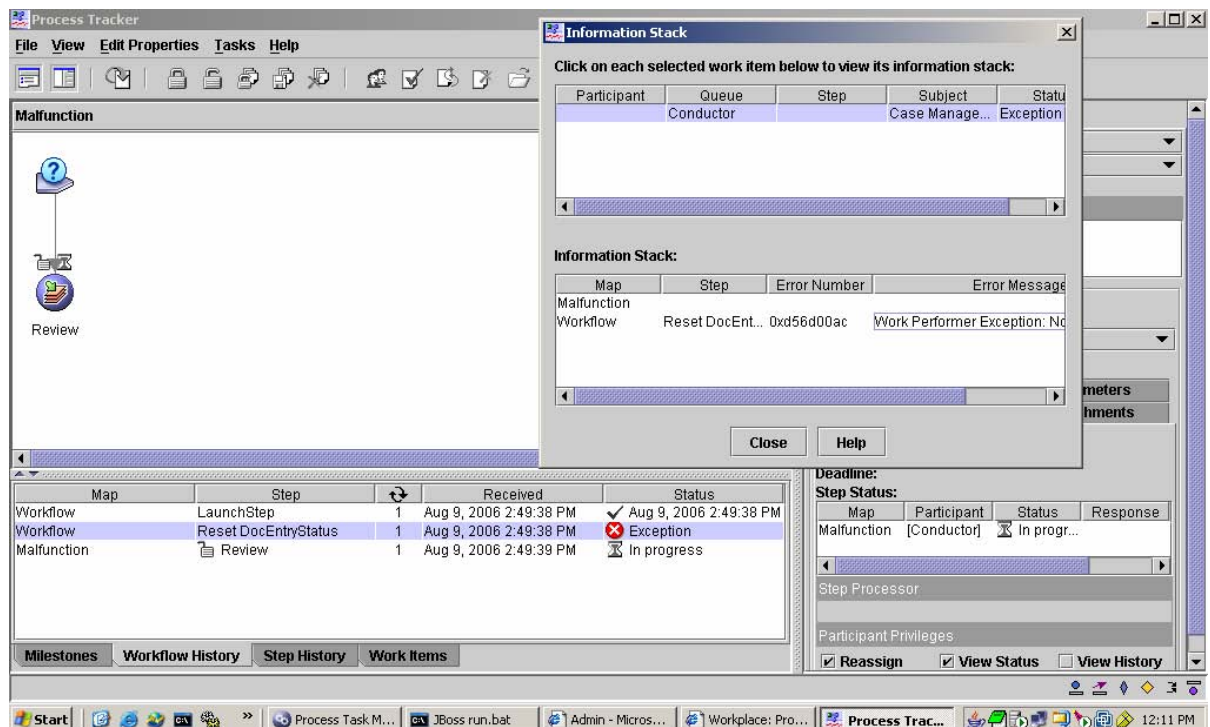 Process Tracker
File View Edit Properties Tasks Help
Malfunction
Review
Information Stack
Click on each selected work item below to view its information stack:
Participant Queue Step Subject Statu
Conductor Case Manage... Exception
Information Stack:
Map Step Error Number Error Message
Malfunction
Workflow Reset DocEnt... 0xd56d00ac Work Performer Exception: No
Close Help
meters
hments
Map Step Received Status
Workflow LaunchStep 1 Aug 9, 2006 2:49:38 PM Aug 9, 2006 2:49:38 PM
Workflow Reset DocEntryStatus 1 Aug 9, 2006 2:49:38 PM Exception
Malfunction Review 1 Aug 9, 2006 2:49:39 PM In progress
Milestones Workflow History Step History Work Items
Deadline:
Step Status:
Map Participant Status Response
Malfunction [Conductor] In progr...
Step Processor
Participant Privileges
Reassign View Status View History
Start » Process Task M... JBoss run.bat Admin - Micros... Workplace: Pro... Process Trac... 12:11 PM